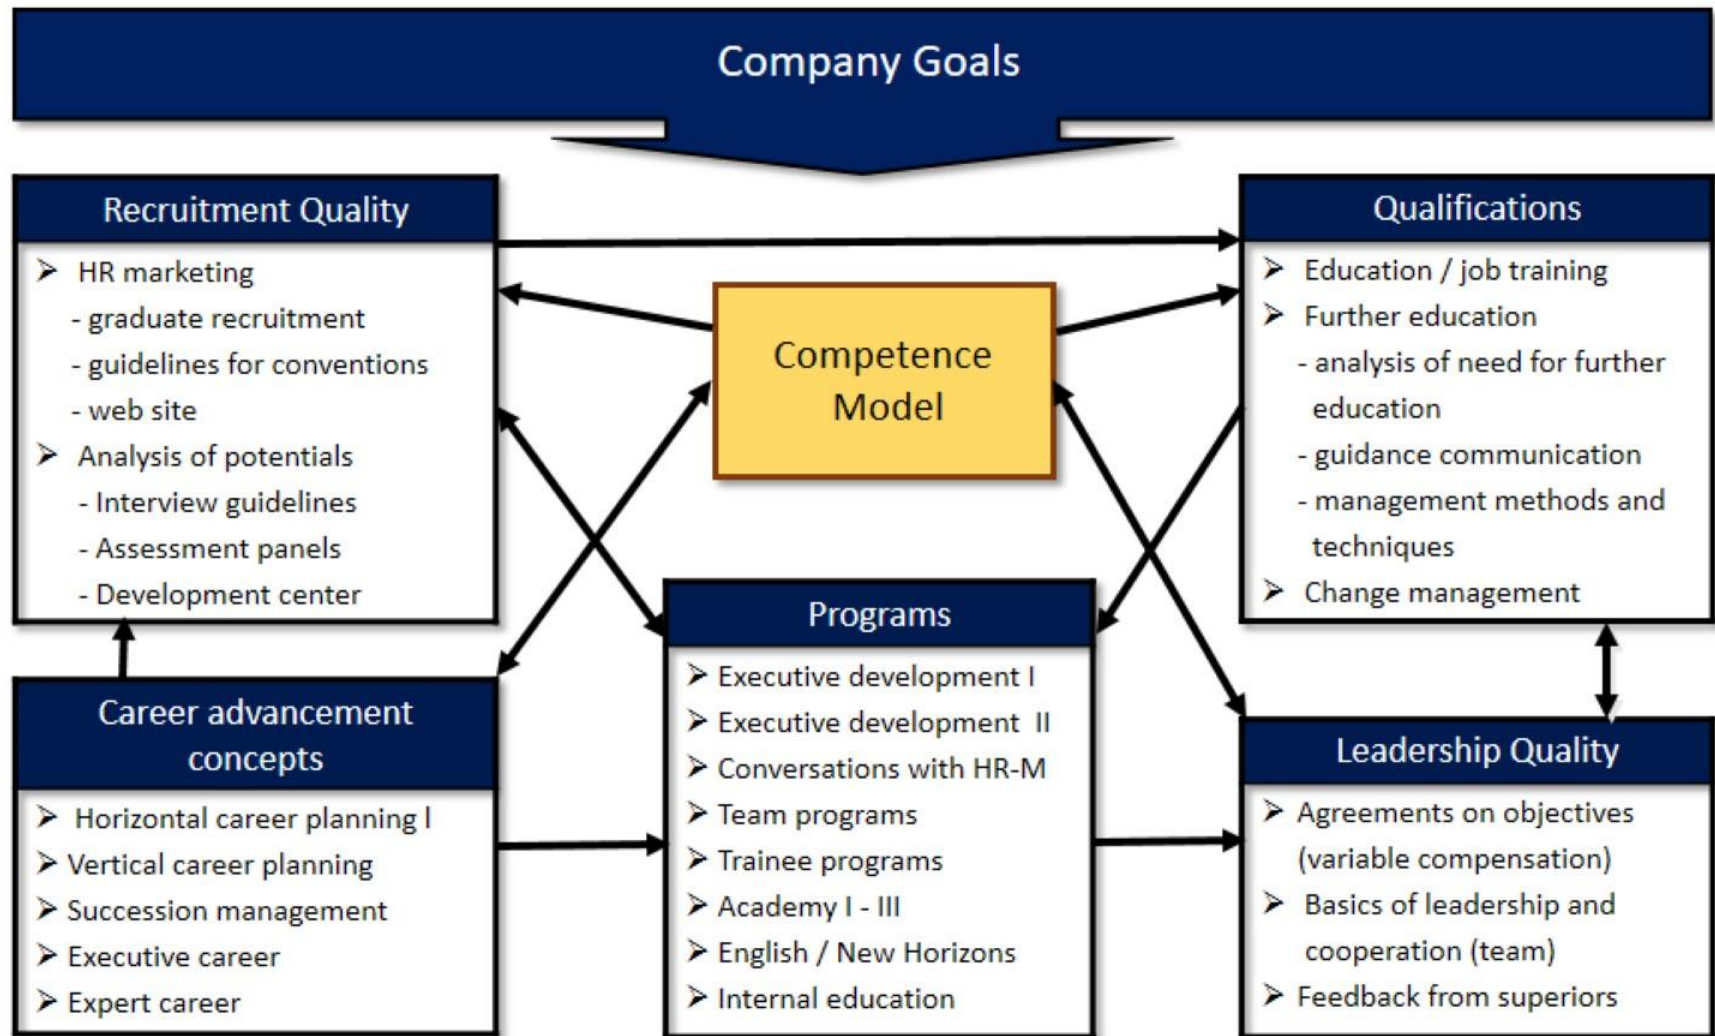 Company Goals
Recruitment Quality
➢ HR marketing
- graduate recruitment
- guidelines for conventions
- web site
➢ Analysis of potentials
- Interview guidelines
- Assessment panels
- Development center
Competence
Model
Qualifications
➢ Education / job training
➢ Further education
- analysis of need for further
education
- guidance communication
- management methods and
techniques
➢ Change management
Career advancement
concepts
➢ Horizontal career planning l
➢ Vertical career planning
➢ Succession management
➢ Executive career
➢ Expert career
Programs
➢ Executive development I
➢ Executive development II
➢ Conversations with HR-M
➢ Team programs
➢ Trainee programs
➢ Academy I - III
➢ English / New Horizons
➢ Internal education
Leadership Quality
➢ Agreements on objectives
(variable compensation)
➢ Basics of leadership and
cooperation (team)
➢ Feedback from superiors